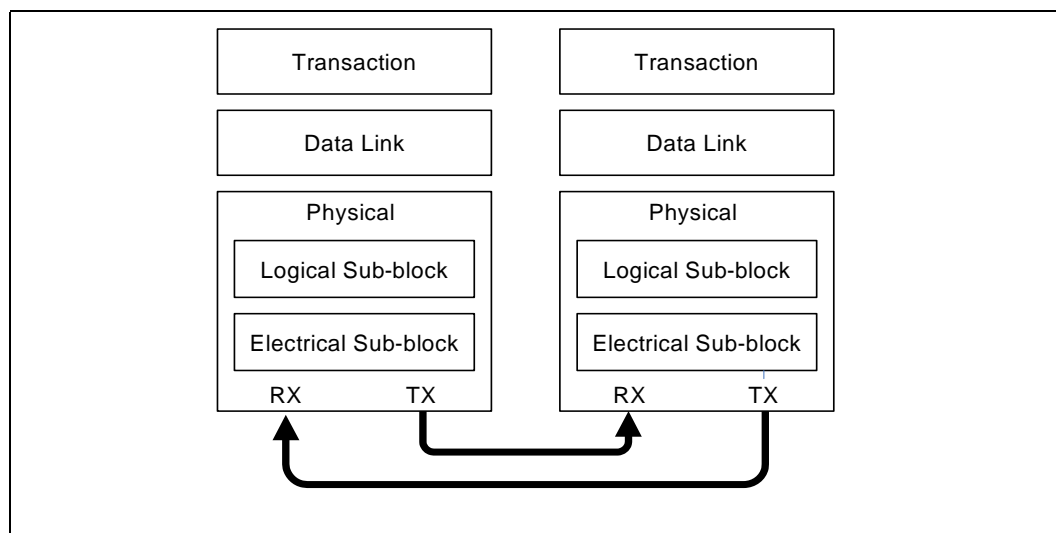 Transaction
Transaction
Data Link
Data Link
Physical
Physical
Logical Sub-block
Logical Sub-block
Electrical Sub-block
Electrical Sub-block
RX TX
RX TX